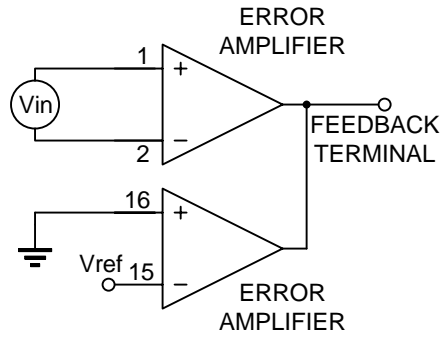 ERROR
AMPLIFIER
1
+
Vin
−
2
FEEDBACK
TERMINAL
16
+
Vref
15
−
ERROR
AMPLIFIER